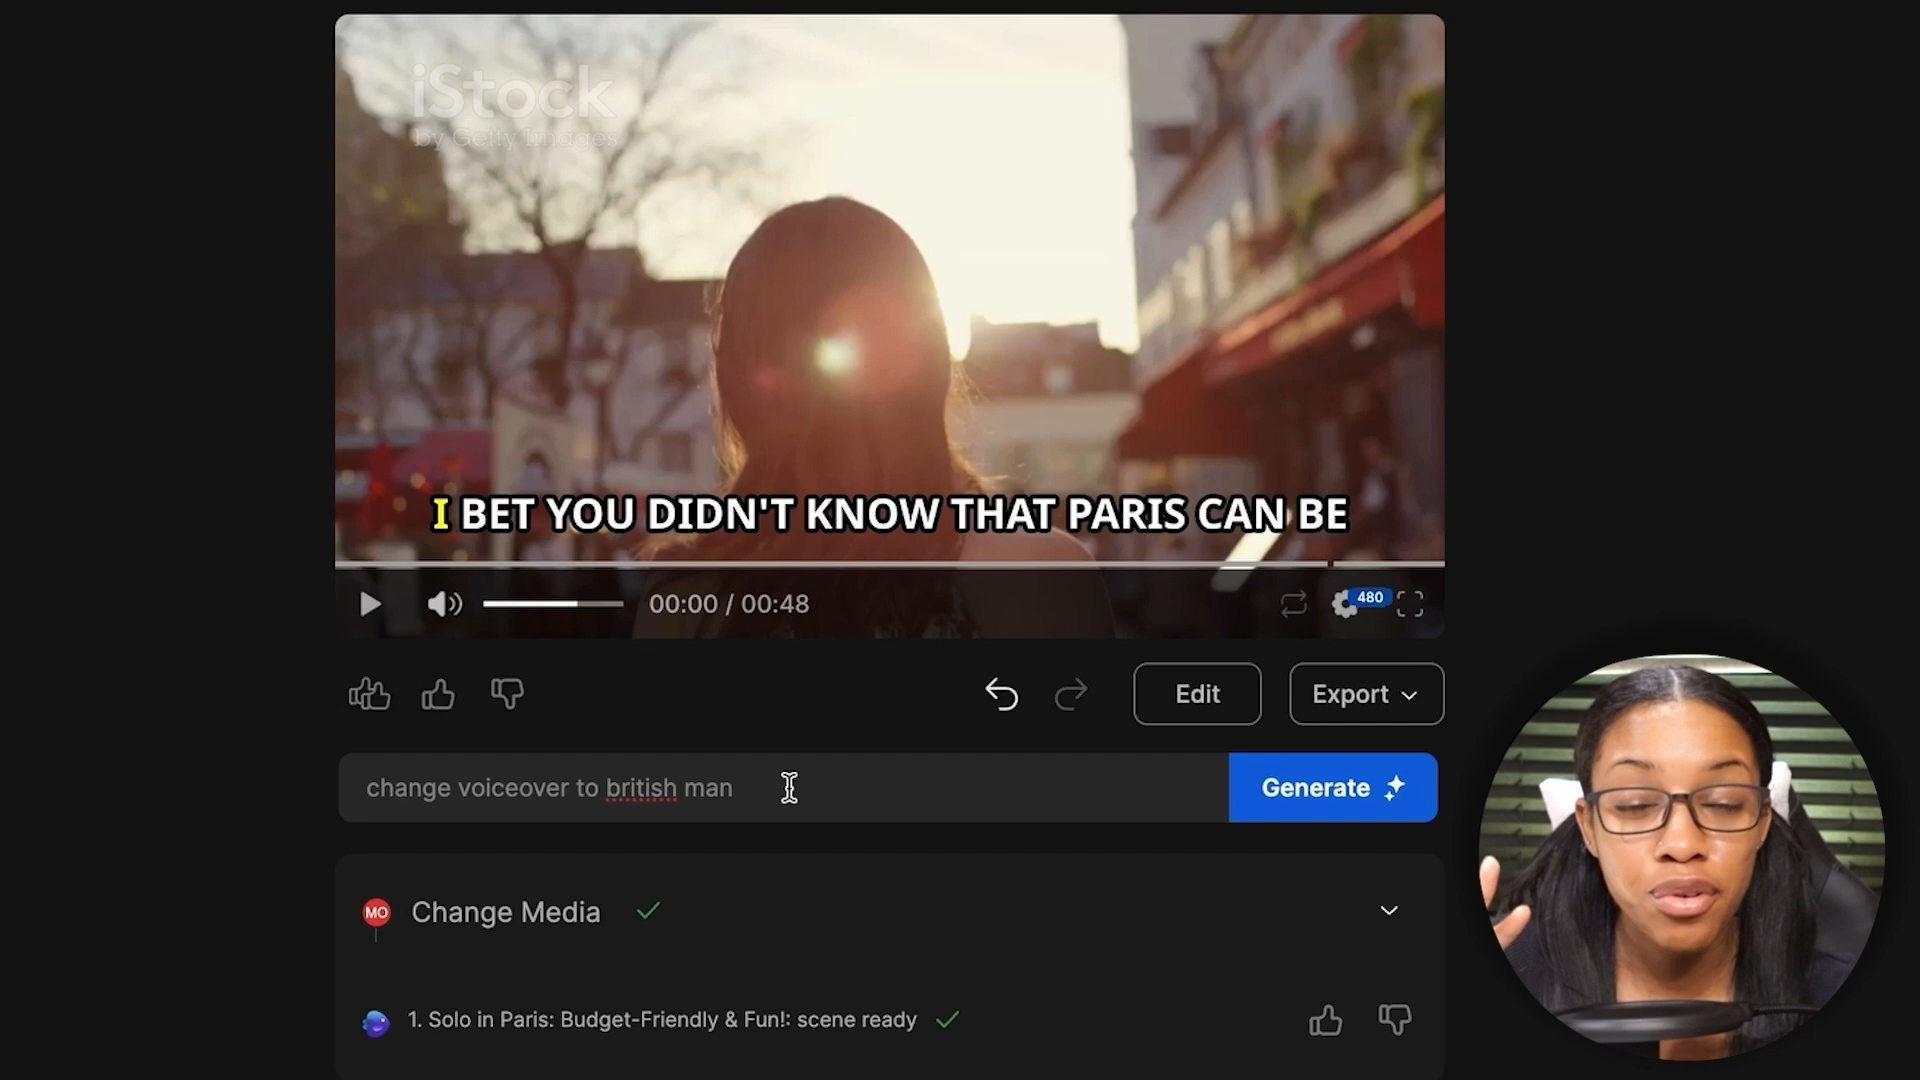 iStock
by Getty Images
I BET YOU DIDN'T KNOW THAT PARIS CAN BE
00:00 / 00:48
480
Edit
Export
change voiceover to british man
Generate
MO
Change Media
1. Solo in Paris: Budget-Friendly & Fun!: scene ready